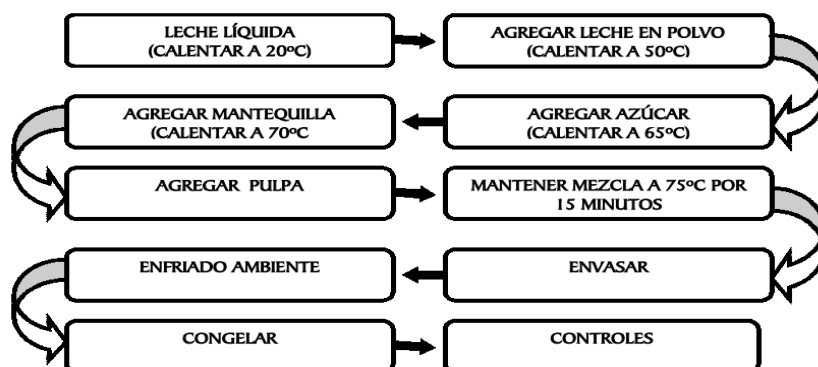 LECHE LÍQUIDA
(CALENTAR A 20ºC)
AGREGAR LECHE EN POLVO
(CALENTAR A 50ºC)
AGREGAR AZÚCAR
(CALENTAR A 65ºC)
AGREGAR MANTEQUILLA
(CALENTAR A 70ºC
AGREGAR PULPA
MANTENER MEZCLA A 75ºC POR
15 MINUTOS
ENVASAR
ENFRIADO AMBIENTE
CONGELAR
CONTROLES